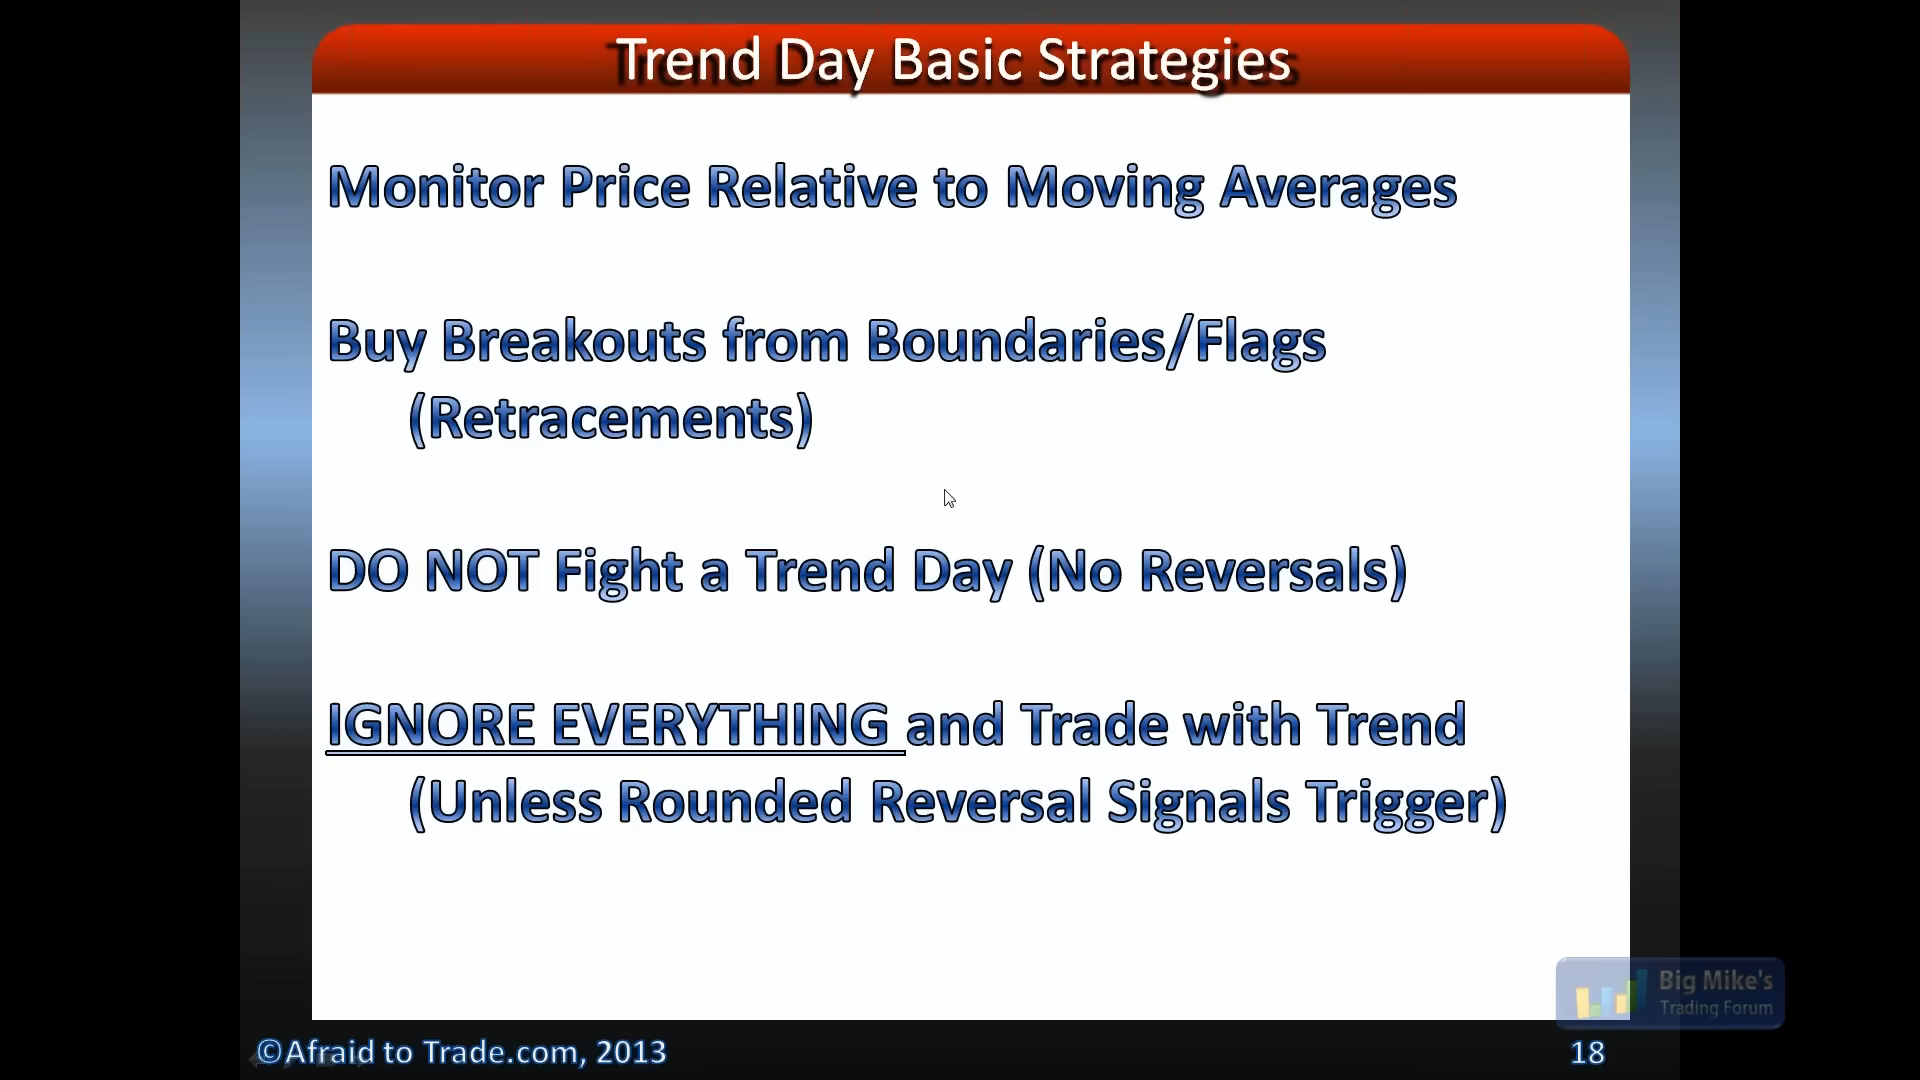 Trend Day Basic Strategies
Monitor Price Relative to Moving Averages
Buy Breakouts from Boundaries/Flags
(Retracements)
DO NOT Fight a Trend Day (No Reversals)
IGNORE EVERYTHING and Trade with Trend
(Unless Rounded Reversal Signals Trigger)
Big Mike's
Trading Forum
©Afraid to Trade.com, 2013
18